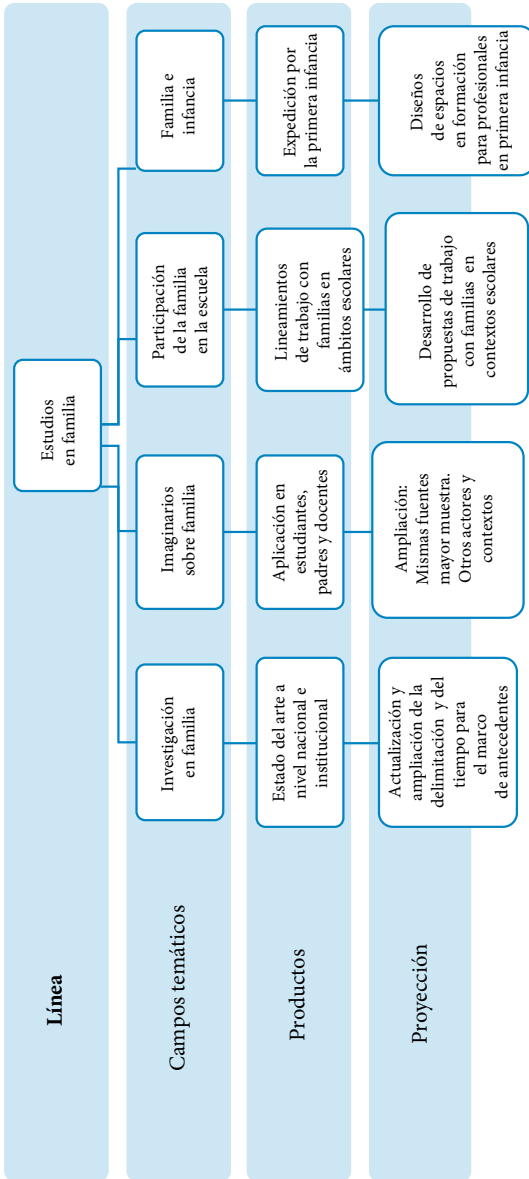 Línea
Estudios
en familia
Campos temáticos
Investigación
en familia
Imaginarios
sobre familia
Participación
de la familia
en la escuela
Familia e
infancia
Productos
Estado del arte a
nivel nacional e
institucional
Aplicación en
estudiantes,
padres y docentes
Lineamientos
de trabajo con
familias en
ámbitos escolares
Expedición por
la primera infancia
Proyección
Actualización y
ampliación de la
delimitación y del
tiempo para
el marco
de antecedentes
Ampliación:
Mismas fuentes
mayor muestra.
Otros actores y
contextos
Desarrollo de
propuestas de trabajo
con familias en
contextos escolares
Diseños
de espacios
en formación
para profesionales
en primera infancia